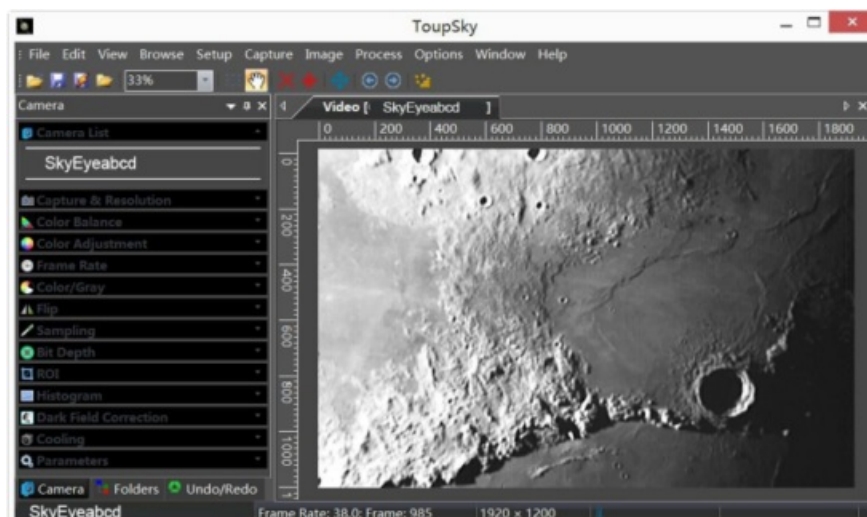 ToupSky
File Edit View Browse Setup Capture Image Process Options Window Help
33%
Camera
Video [ SkyEyeabcd ]
0 200 400 600 800 1000 1200 1400 1600 1800
Camera List
SkyEyeabcd
Capture & Resolution
Color Balance
Color Adjustment
Frame Rate
Color/Gray
Flip
Sampling
Bit Depth
ROI
Histogram
Dark Field Correction
Cooling
Parameters
0
200
400
600
800
1000
Camera Folders Undo/Redo
SkyEyeabcd
Frame Rate: 38.0; Frame: 985 1920 × 1200